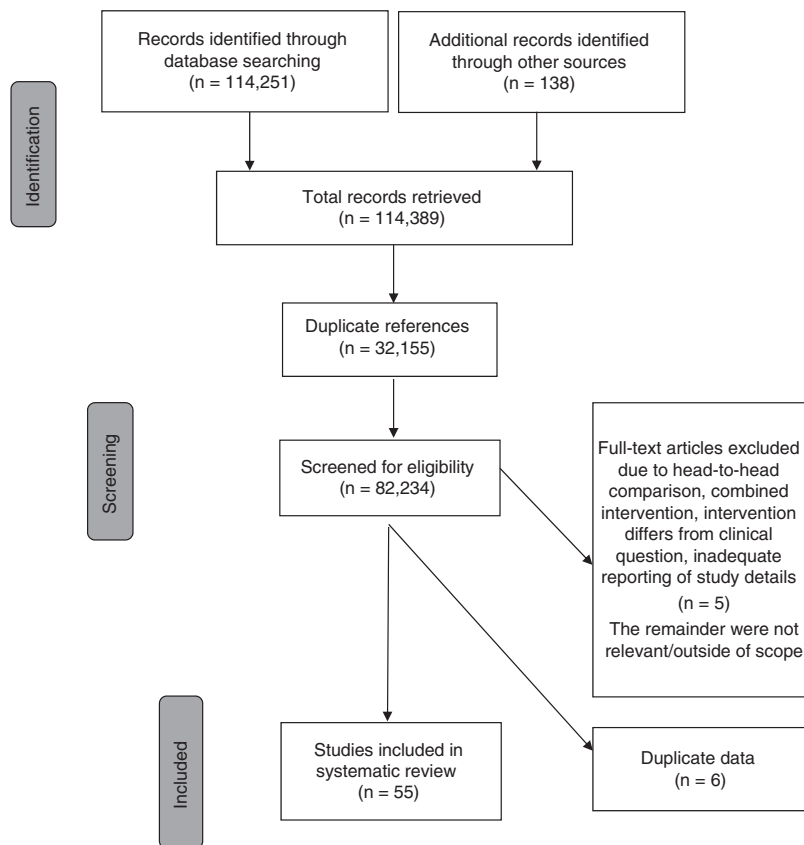 Records identified through
database searching
(n = 114,251)
Additional records identified
through other sources
(n = 138)
Identification
Total records retrieved
(n = 114,389)
Duplicate references
(n = 32,155)
Screening
Screened for eligibility
(n = 82,234)
Full-text articles excluded
due to head-to-head
comparison, combined
intervention, intervention
differs from clinical
question, inadequate
reporting of study details
(n = 5)
The remainder were not
relevant/outside of scope
Included
Studies included in
systematic review
(n = 55)
Duplicate data
(n = 6)